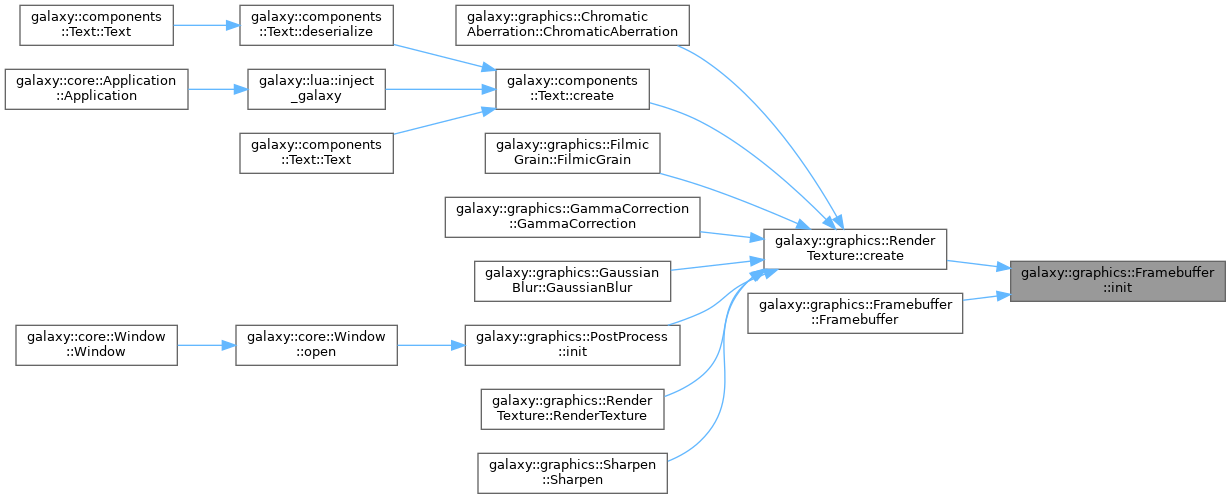 galaxy::components
::Text::Text
galaxy::components
::Text::deserialize
galaxy::graphics::Chromatic
Aberration::ChromaticAberration
galaxy::core::Application
::Application
galaxy::lua::inject
_galaxy
galaxy::components
::Text::create
galaxy::components
::Text::Text
galaxy::graphics::Filmic
Grain::FilmicGrain
galaxy::graphics::GammaCorrection
::GammaCorrection
galaxy::graphics::Render
Texture::create
galaxy::graphics::Gaussian
Blur::GaussianBlur
galaxy::graphics::Framebuffer
::init
galaxy::graphics::Framebuffer
::Framebuffer
galaxy::core::Window
::Window
galaxy::core::Window
::open
galaxy::graphics::PostProcess
::init
galaxy::graphics::Render
Texture::RenderTexture
galaxy::graphics::Sharpen
::Sharpen